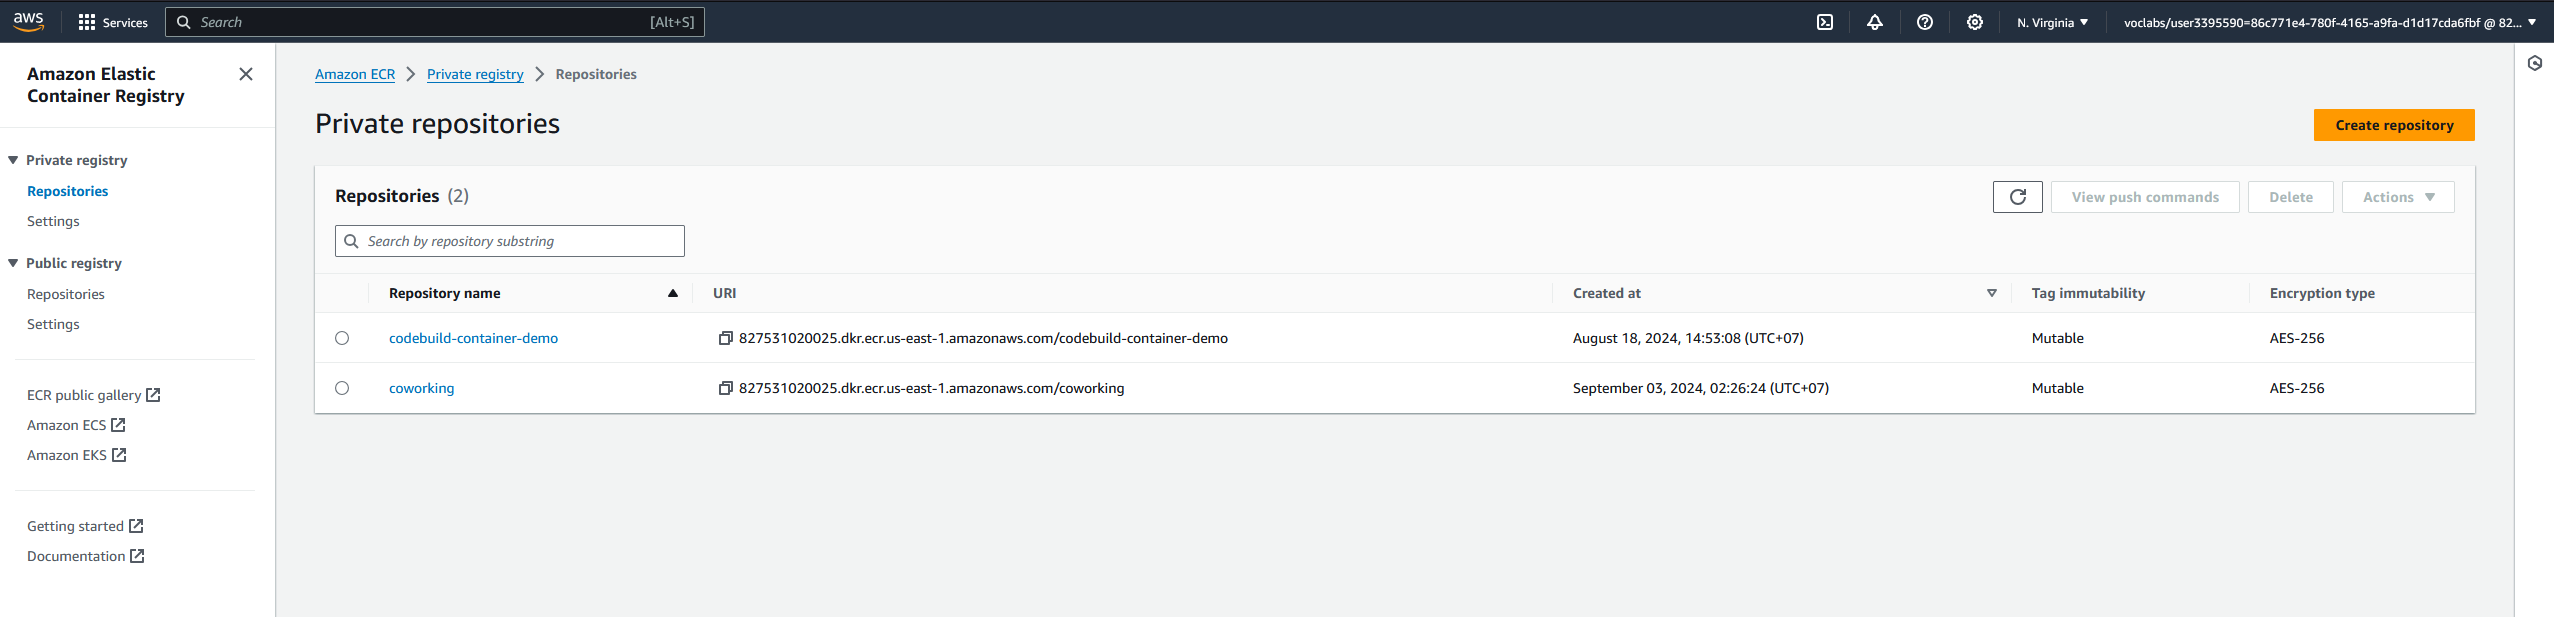 aws Services Search [Alt+S] N. Virginia voclabs/user3395590=86c771e4-780f-4165-a9fa-d1d17cda6fbf @ 82...
Amazon Elastic
Container Registry
Private registry
Repositories
Settings
Public registry
Repositories
Settings
ECR public gallery
Amazon ECS
Amazon EKS
Getting started
Documentation
Amazon ECR Private registry Repositories
Private repositories
Create repository
Repositories (2)
View push commands Delete Actions
Search by repository substring
Repository name URI Created at Tag immutability Encryption type
codebuild-container-demo 827531020025.dkr.ecr.us-east-1.amazonaws.com/codebuild-container-demo August 18, 2024, 14:53:08 (UTC+07) Mutable AES-256
coworking 827531020025.dkr.ecr.us-east-1.amazonaws.com/coworking September 03, 2024, 02:26:24 (UTC+07) Mutable AES-256